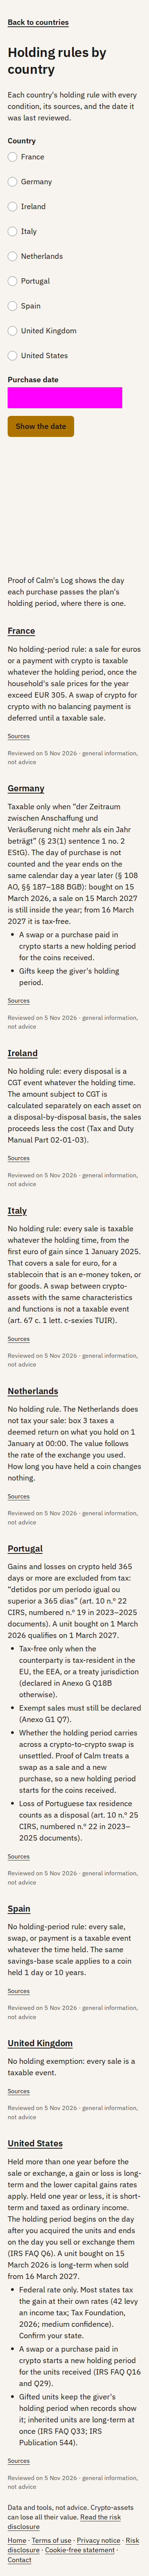 Back to countries
Holding rules by
country
Each country's holding rule with every
condition, its sources, and the date it
was last reviewed.
Country
France
Germany
Ireland
Italy
Netherlands
Portugal
Spain
United Kingdom
United States
Purchase date
Show the date
Proof of Calm's Log shows the day
each purchase passes the plan's
holding period, where there is one.
France
No holding-period rule: a sale for euros
or a payment with crypto is taxable
whatever the holding time, once the
household's sale prices for the year
exceed EUR 305. A swap of crypto for
crypto with no balancing payment is
deferred until a taxable sale.
Sources
Reviewed on 5 Nov 2026 · general information,
not advice
Germany
Taxable only when “der Zeitraum
zwischen Anschaffung und
Veräußerung nicht mehr als ein Jahr
beträgt” (§ 23(1) sentence 1 no. 2
EStG). The day of purchase is not
counted and the year ends on the
same calendar day a year later (§ 108
AO, §§ 187–188 BGB): bought on 15
March 2026, a sale on 15 March 2027
is still inside the year; from 16 March
2027 it is tax-free.
• A swap or a purchase paid in
crypto starts a new holding period
for the coins received.
• Gifts keep the giver's holding
period.
Sources
Reviewed on 5 Nov 2026 · general information,
not advice
Ireland
No holding-period rule: every disposal is a
CGT event whatever the holding time.
The amount subject to CGT is
calculated separately on each asset on
a disposal-by-disposal basis, the sales
proceeds less the cost (Tax and Duty
Manual Part 02-01-03).
Sources
Reviewed on 5 Nov 2026 · general information,
not advice
Italy
No holding rule: every sale is taxable
whatever the holding time, from the
first euro of gain since 1 January 2025.
That covers a sale for euro, for a
stablecoin that is an e-money token, or
for goods. A swap between crypto-
assets with the same characteristics
and functions is not a taxable event
(art. 67 c. 1 lett. c-sexies TUIR).
Sources
Reviewed on 5 Nov 2026 · general information,
not advice
Netherlands
No holding rule. The Netherlands does
not tax your sale: box 3 taxes a
deemed return on what you hold on 1
January at 00:00. The value follows
the rate of the exchange you used.
How long you have held a coin changes
nothing.
Sources
Reviewed on 5 Nov 2026 · general information,
not advice
Portugal
Gains and losses on crypto held 365
days or more are excluded from tax:
“detidos por um período igual ou
superior a 365 dias” (art. 10 n.º 22
CIRS, numbered n.º 19 in 2023–2025
documents). A unit bought on 1 March
2026 qualifies on 1 March 2027.
• Tax-free only when the
counterparty is tax-resident in the
EU, the EEA, or a treaty jurisdiction
(declared in Anexo G Q18B
otherwise).
• Exempt sales must still be declared
(Anexo G1 Q7).
• Whether the holding period carries
across a crypto-to-crypto swap is
unsettled. Proof of Calm treats a
swap as a sale and a new
purchase, so a new holding period
starts for the coins received.
• Loss of Portuguese tax residence
counts as a disposal (art. 10 n.º 25
CIRS, numbered n.º 22 in 2023–
2025 documents).
Sources
Reviewed on 5 Nov 2026 · general information,
not advice
Spain
No holding-period rule: every sale,
swap, or payment is a taxable event
whatever the time held. The same
savings-base scale applies to a coin
held 1 day or 10 years.
Sources
Reviewed on 5 Nov 2026 · general information,
not advice
United Kingdom
No holding exemption: every sale is a
taxable event.
Sources
Reviewed on 5 Nov 2026 · general information,
not advice
United States
Held more than one year before the
sale or exchange, a gain or loss is long-
term and the lower capital gains rates
apply. Held one year or less, it is short-
term and taxed as ordinary income.
The holding period begins on the day
after you acquired the units and ends
on the day you sell or exchange them
(IRS FAQ Q6). A unit bought on 15
March 2026 is long-term when sold
from 16 March 2027.
• Federal rate only. Most states tax
the gain at their own rates (42 levy
an income tax; Tax Foundation,
2026; medium confidence).
Confirm your state.
• A swap or a purchase paid in
crypto starts a new holding period
for the units received (IRS FAQ Q16
and Q29).
• Gifted units keep the giver's
holding period when records show
it; inherited units are long-term at
once (IRS FAQ Q33; IRS
Publication 544).
Sources
Reviewed on 5 Nov 2026 · general information,
not advice
Data and tools, not advice. Crypto-assets
can lose all their value. Read the risk
disclosure
Home · Terms of use · Privacy notice · Risk
disclosure · Cookie-free statement ·
Contact